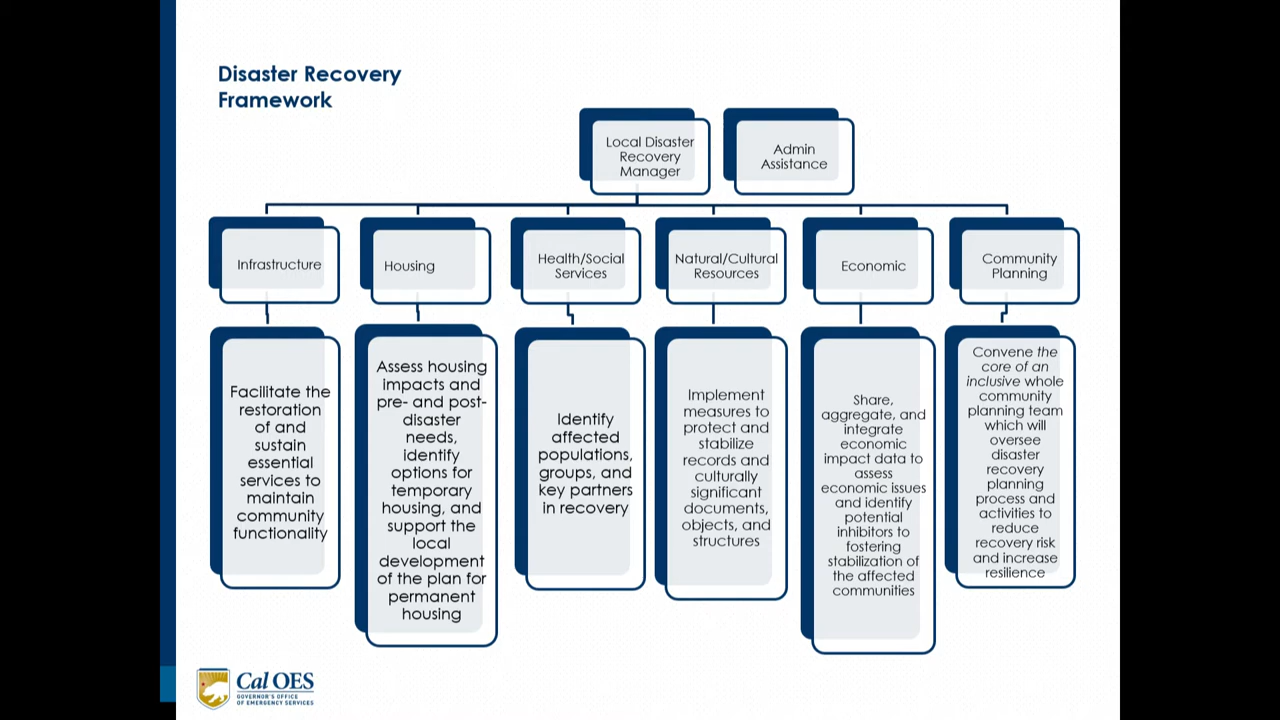 Disaster Recovery
Framework
Local Disaster
Recovery
Manager
Admin
Assistance
Infrastructure
Housing
Health/Social
Services
Natural/Cultural
Resources
Economic
Community
Planning
Facilitate the
restoration
of and
sustain
essential
services to
maintain
community
functionality
Assess housing
impacts and
pre- and post-
disaster
needs,
identify
options for
temporary
housing, and
support the
local
development
of the plan for
permanent
housing
Identify
affected
populations,
groups, and
key partners
in recovery
Implement
measures to
protect and
stabilize
records and
culturally
significant
documents,
objects, and
structures
Share,
aggregate, and
integrate
economic
impact data to
assess
economic issues
and identify
potential
inhibitors to
fostering
stabilization of
the affected
communities
Convene the
core of an
inclusive whole
community
planning team
which will
oversee
disaster
recovery
planning
process and
activities to
reduce
recovery risk
and increase
resilience
Cal OES
GOVERNOR'S OFFICE
OF EMERGENCY SERVICES